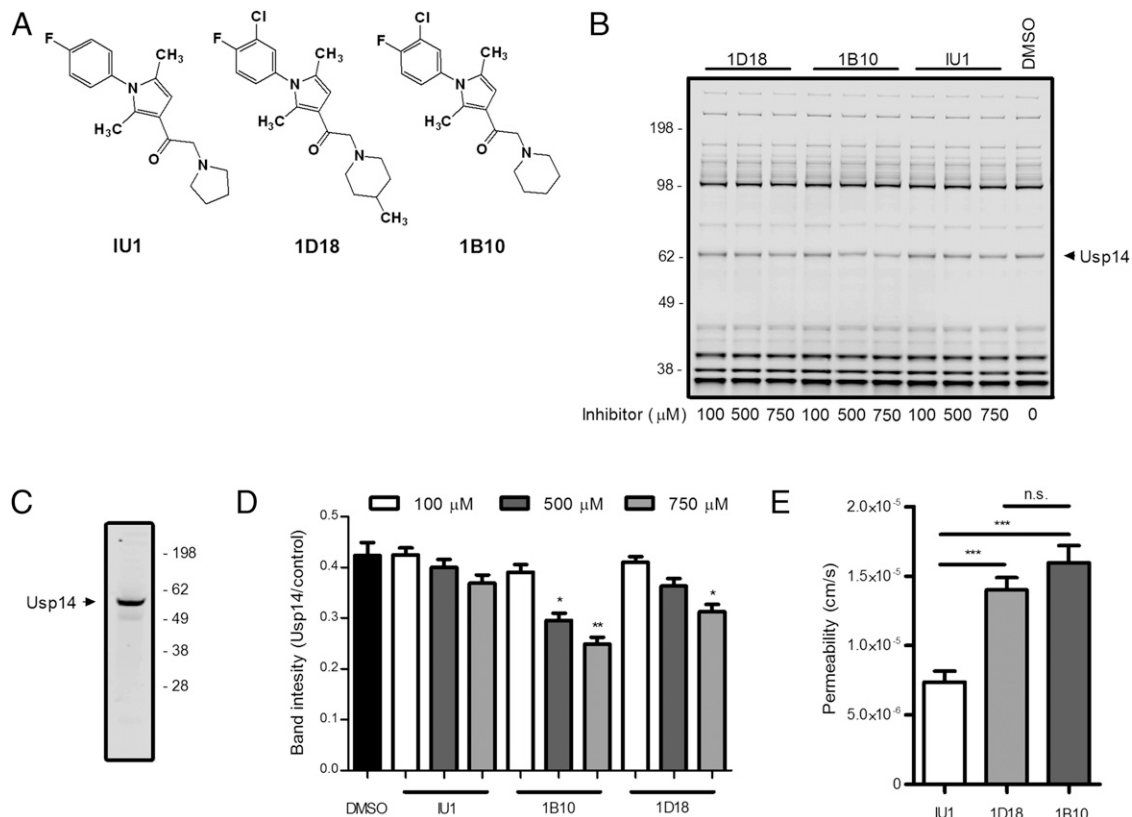 A
F
N
CH₃
H₃C
O
N
IU1
Cl
F
N
CH₃
H₃C
O
N
CH₃
1D18
Cl
F
N
CH₃
H₃C
O
N
1B10
B
1D18 1B10 IU1 DMSO
198 -
98 -
62 -
49 -
38 -
Usp14
Inhibitor (μM) 100 500 750 100 500 750 100 500 750 0
C
Usp14
- 198
- 62
- 49
- 38
- 28
D
100 μM 500 μM 750 μM
Band intesity (Usp14/control)
0.5
0.4
0.3
0.4
0.0
* ** *
DMSO IU1 1B10 1D18
E
n.s.
***
***
Permeability (cm/s)
2.0x10⁻⁵
1.5x10⁻⁵
1.0x10⁻⁵
5.0x10⁻⁶
0
IU1 1D18 1B10